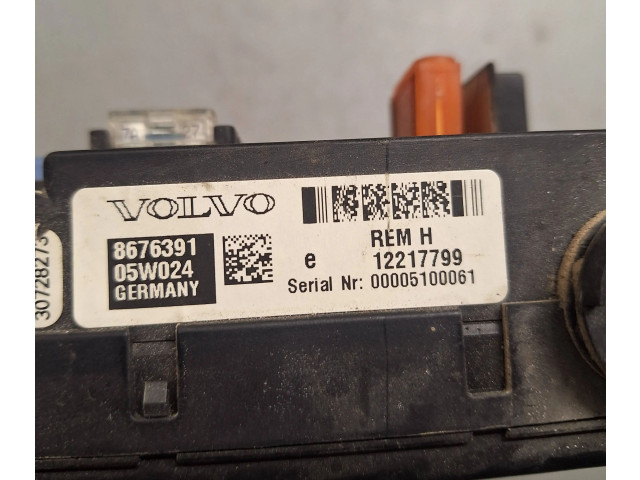 VOLVO
8676391
05W024
GERMANY
REM H
e 12217799
Serial Nr: 00005100061
30728273